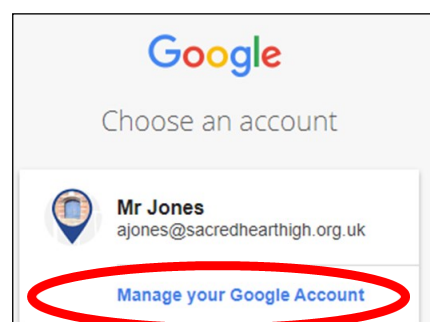 Google
Choose an account
Mr Jones
ajones@sacredhearthigh.org.uk
Manage your Google Account